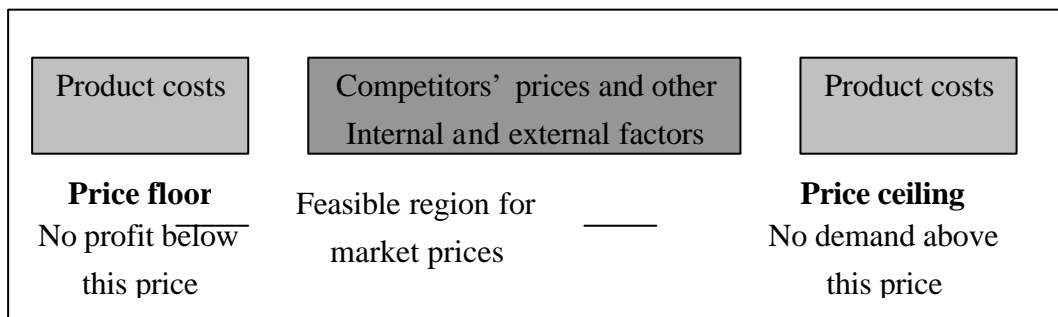 Product costs
Competitors' prices and other
Internal and external factors
Product costs
Price floor
No profit below
this price
Feasible region for
market prices
Price ceiling
No demand above
this price